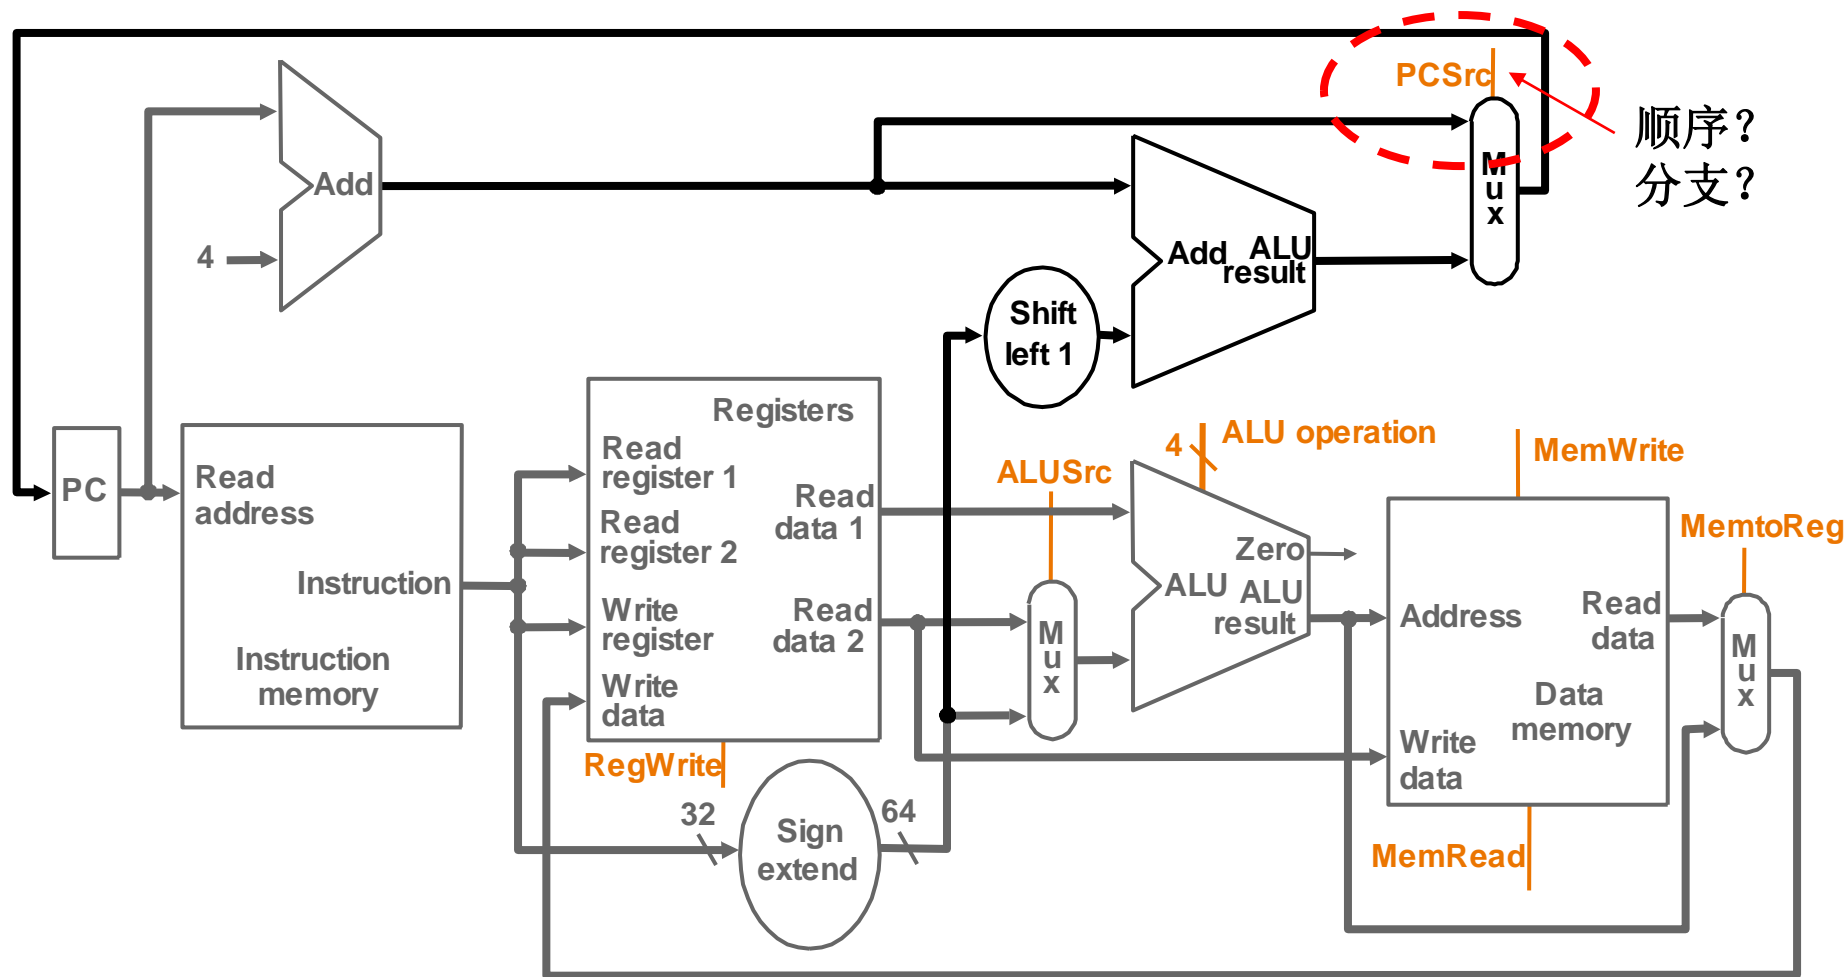 PCSrc
顺序？
分支？
M
u
x
Add
4
Add
ALU
result
Shift
left 1
PC
Read
address
Instruction
Instruction
memory
Registers
Read
register 1
Read
register 2
Write
register
Write
data
Read
data 1
Read
data 2
RegWrite
32
Sign
extend
64
ALUSrc
M
u
x
4
ALU operation
Zero
ALU
ALU
result
MemWrite
Address
Read
data
Write
data
Data
memory
MemRead
MemtoReg
M
u
x